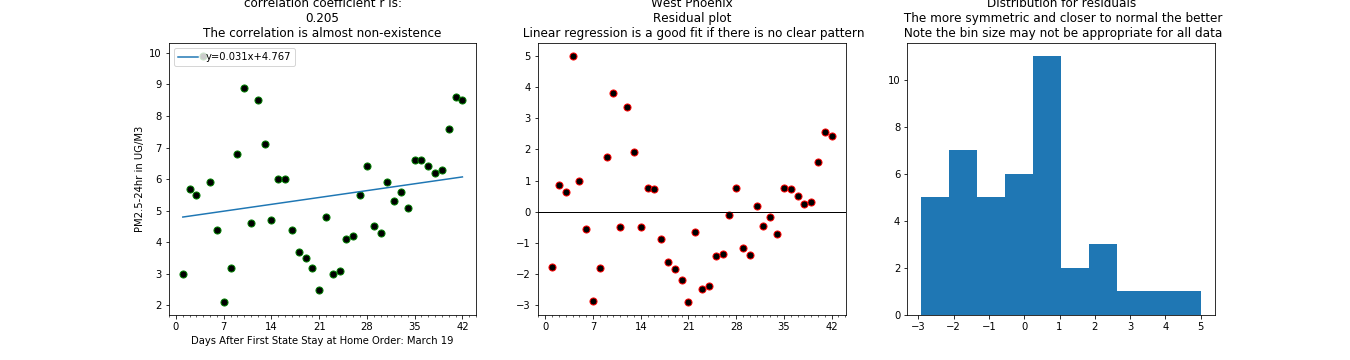 correlation coefficient r is:
0.205
The correlation is almost non-existence
y=0.031x+4.767
PM2.5-24hr in UG/M3
10
9
8
7
6
5
4
3
2
0 7 14 21 28 35 42
Days After First State Stay at Home Order: March 19
West Phoenix
Residual plot
Linear regression is a good fit if there is no clear pattern
5
4
3
2
1
0
−1
−2
−3
0 7 14 21 28 35 42
Distribution for residuals
The more symmetric and closer to normal the better
Note the bin size may not be appropriate for all data
10
8
6
4
2
0
−3 −2 −1 0 1 2 3 4 5